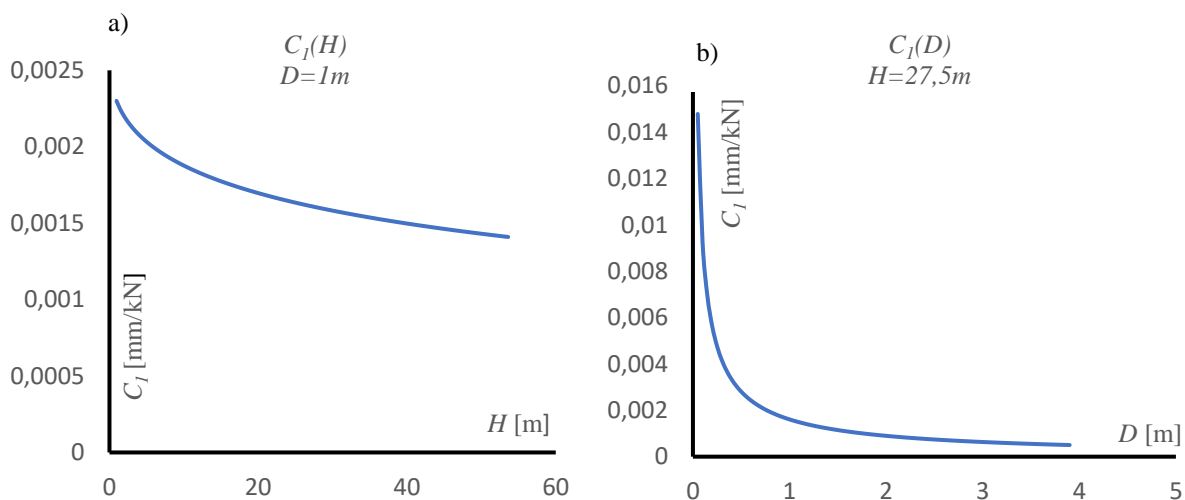 a)
C₁(H)
D=1m
0,0025
0,002
0,0015
0,001
0,0005
0
C₁ [mm/kN]
H [m]
0
20
40
60
b)
C₁(D)
H=27,5m
0,016
0,014
0,012
0,01
0,008
0,006
0,004
0,002
0
C₁ [mm/kN]
D [m]
0
1
2
3
4
5